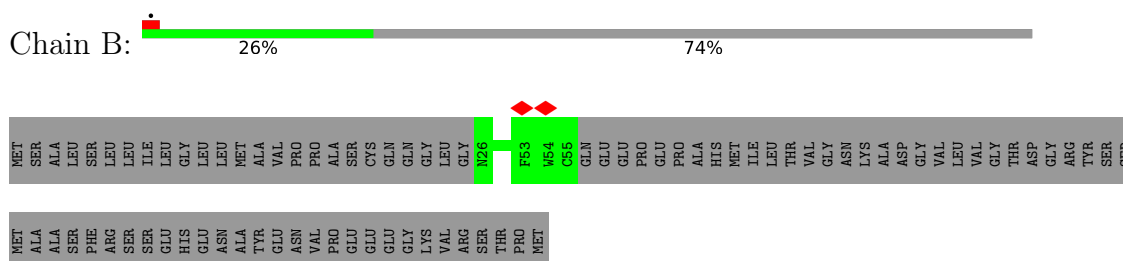 Chain B:
26% 74%
MET SER ALA LEU SER LEU LEU ILE LEU GLY LEU LEU MET ALA VAL PRO PRO ALA SER CYS GLN GLN GLY LEU GLY N26 F53 W54 C55 GLN GLU GLU PRO GLU PRO ALA HIS MET ILE LEU THR VAL GLY ASN LYS ALA ASP GLY VAL LEU VAL GLY THR ASP GLY ARG TYR SER
MET ALA ALA SER PHE ARG SER SER GLU HIS GLU ASN ALA TYR GLU ASN VAL PRO GLU GLU GLY LYS VAL ARG SER THR PRO MET